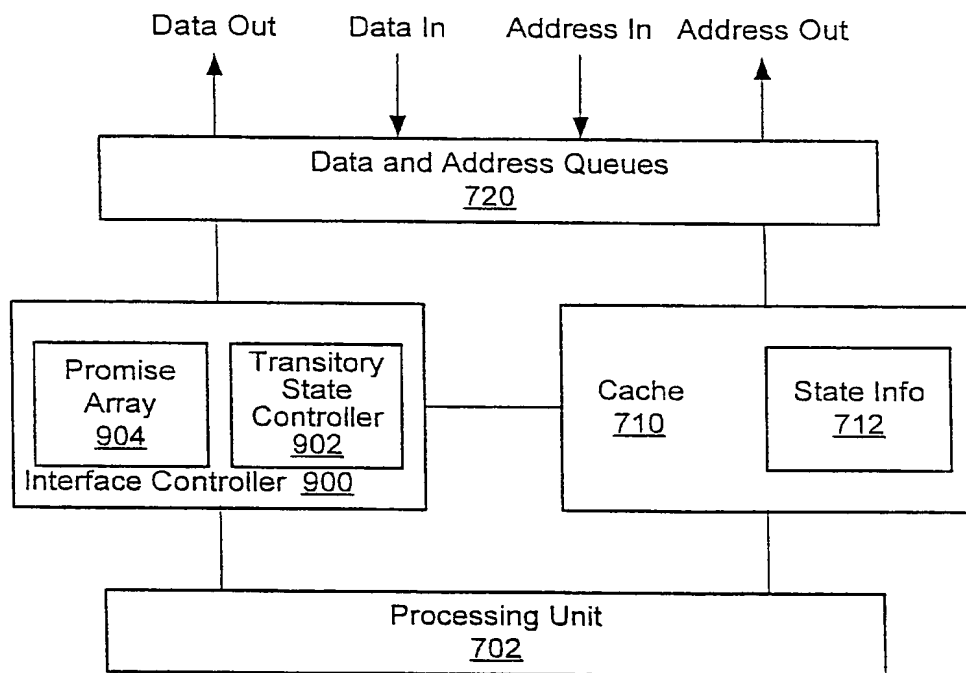 Data Out
Data In
Address In
Address Out
Data and Address Queues
720
Promise
Array
904
Transitory
State
Controller
902
Interface Controller 900
Cache
710
State Info
712
Processing Unit
702